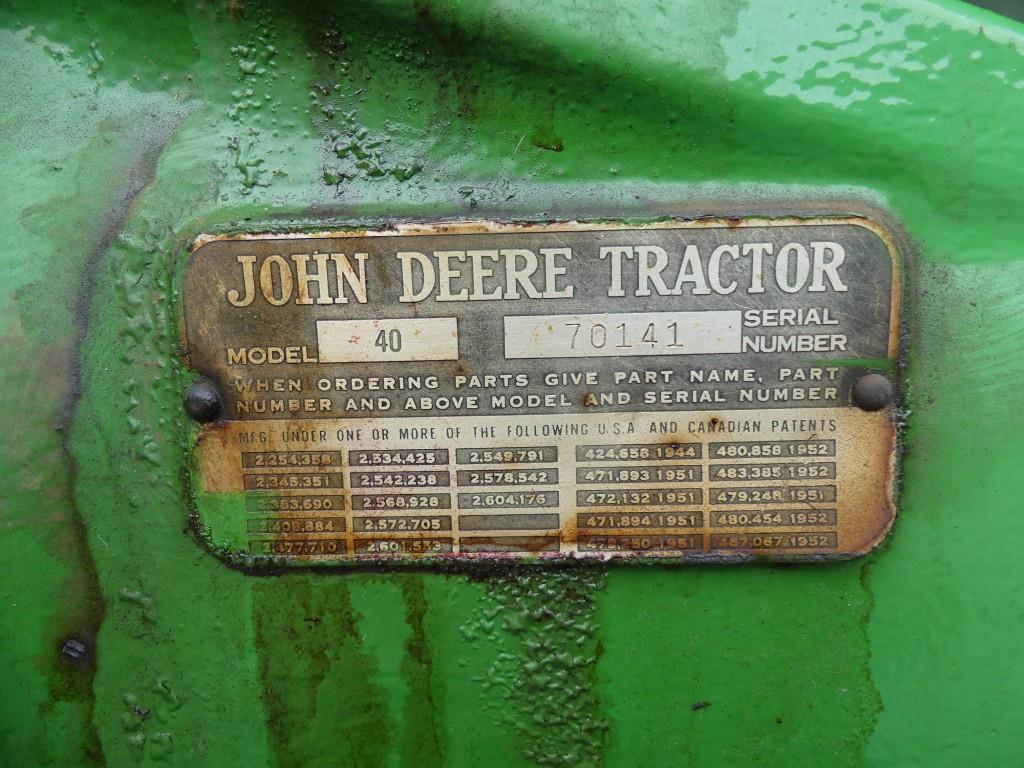 JOHN DEERE TRACTOR
MODEL 40 70141 SERIAL NUMBER
WHEN ORDERING PARTS GIVE PART NAME, PART
NUMBER AND ABOVE MODEL AND SERIAL NUMBER
MFG. UNDER ONE OR MORE OF THE FOLLOWING U.S.A. AND CANADIAN PATENTS
2,254,358 2,334,425 2,549,791 424,658 1944 480,858 1952
2,345,351 2,542,238 2,578,542 471,893 1951 483,385 1952
2,568,928 2,604,176 472,132 1951 479,248 1951
2,572,705 471,894 1951 480,454 1952
2,477,710